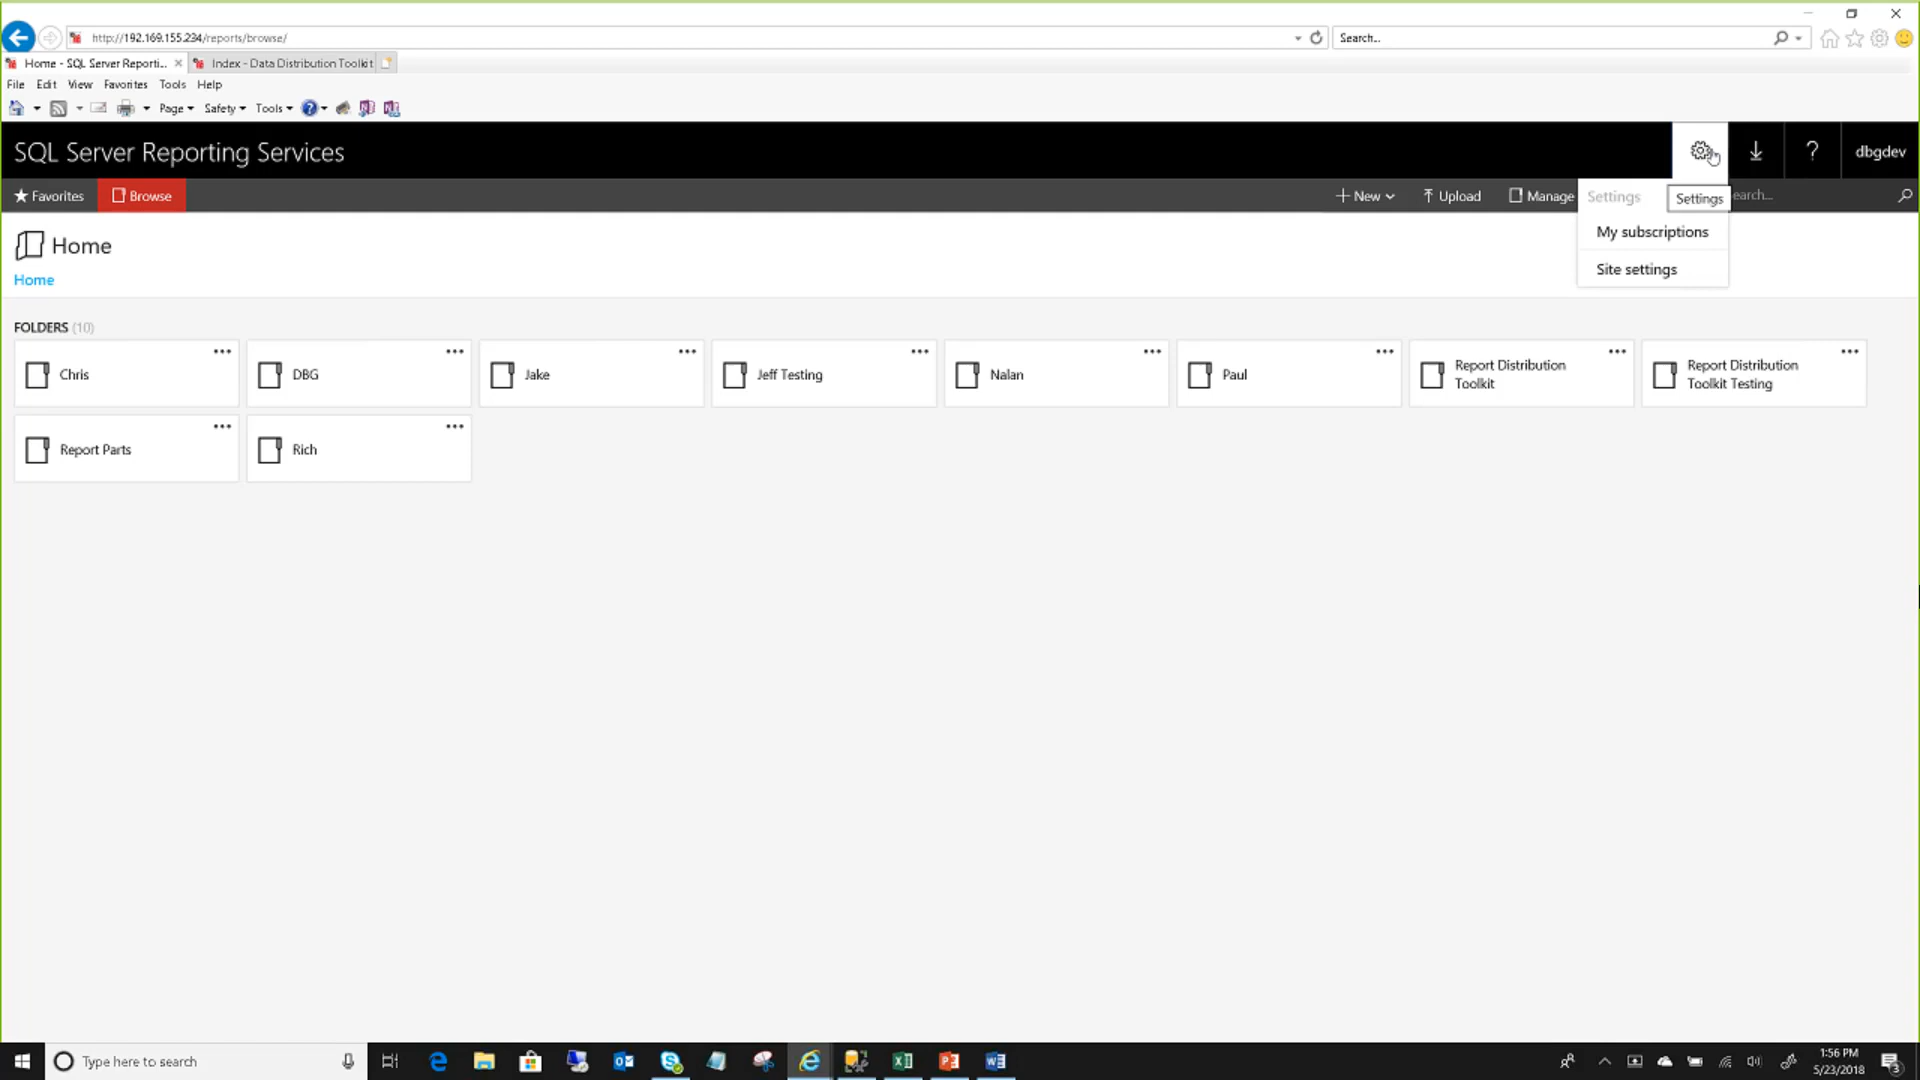 http://192.169.155.234/reports/browse/
Search...
Home - SQL Server Reporti...
Index - Data Distribution Toolkit
File Edit View Favorites Tools Help
Page Safety Tools
SQL Server Reporting Services
dbgdev
Favorites
Browse
New
Upload
Manage
Settings
Settings
earch...
My subscriptions
Site settings
Home
Home
FOLDERS (10)
Chris
DBG
Jake
Jeff Testing
Nalan
Paul
Report Distribution
Toolkit
Report Distribution
Toolkit Testing
Report Parts
Rich
Type here to search
1:56 PM
5/23/2018
3